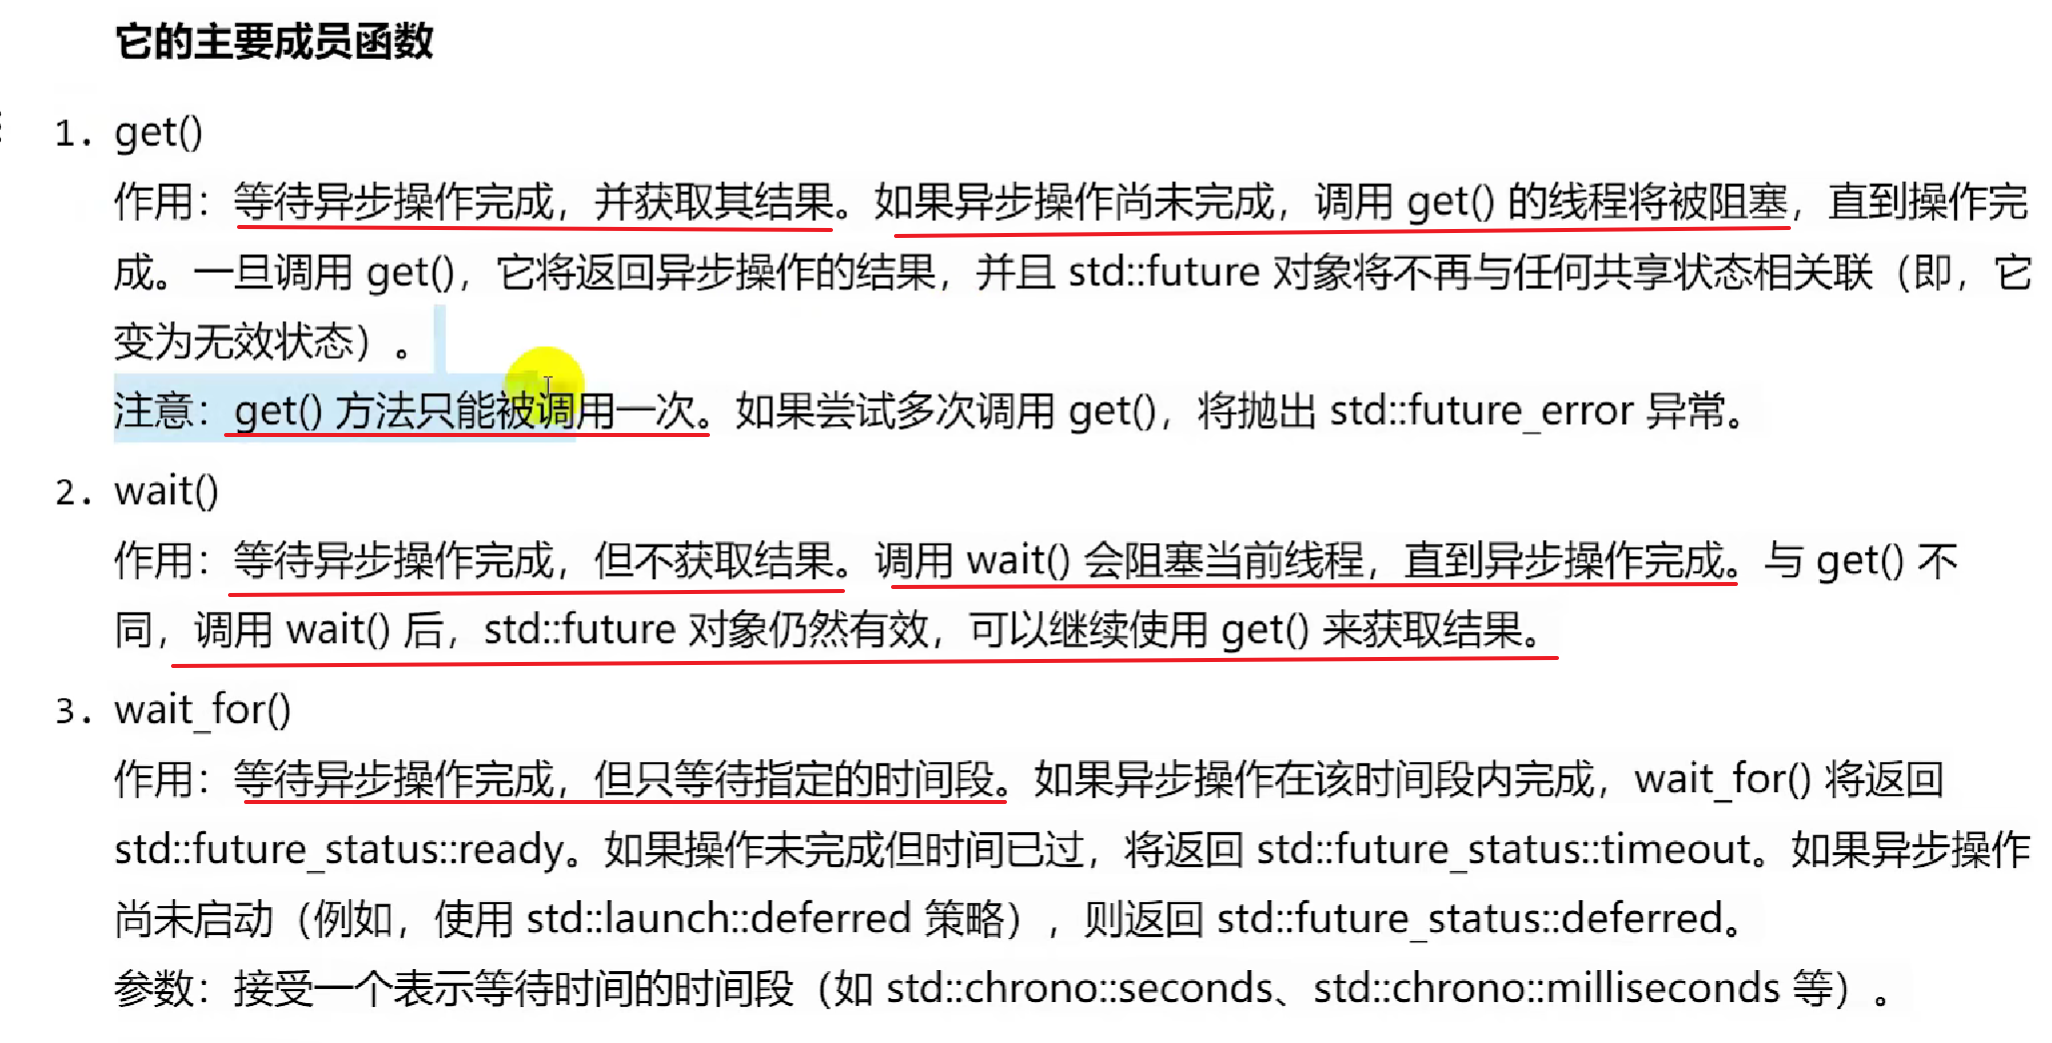 它的主要成员函数
1. get()
作用：等待异步操作完成，并获取其结果。如果异步操作尚未完成，调用 get() 的线程将被阻塞，直到操作完
成。一旦调用 get()，它将返回异步操作的结果，并且 std::future 对象将不再与任何共享状态相关联（即，它
变为无效状态）。
注意：get() 方法只能被调用一次。如果尝试多次调用 get()，将抛出 std::future_error 异常。
2. wait()
作用：等待异步操作完成，但不获取结果。调用 wait() 会阻塞当前线程，直到异步操作完成。与 get() 不
同，调用 wait() 后，std::future 对象仍然有效，可以继续使用 get() 来获取结果。
3. wait_for()
作用：等待异步操作完成，但只等待指定的时间段。如果异步操作在该时间段内完成，wait_for() 将返回
std::future_status::ready。如果操作未完成但时间已过，将返回 std::future_status::timeout。如果异步操作
尚未启动（例如，使用 std::launch::deferred 策略），则返回 std::future_status::deferred。
参数：接受一个表示等待时间的时间段（如 std::chrono::seconds、std::chrono::milliseconds 等）。